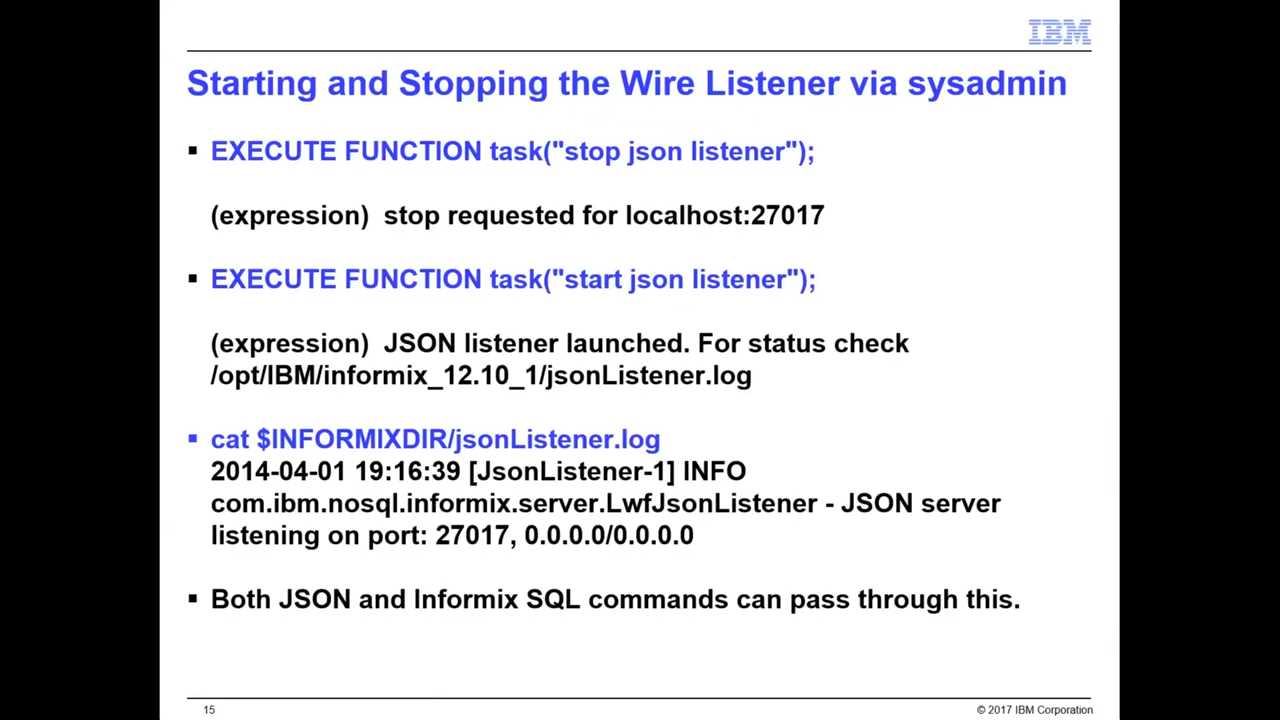 IBM
Starting and Stopping the Wire Listener via sysadmin
▪ EXECUTE FUNCTION task("stop json listener");
(expression)  stop requested for localhost:27017
▪ EXECUTE FUNCTION task("start json listener");
(expression)  JSON listener launched. For status check
/opt/IBM/informix_12.10_1/jsonListener.log
▪ cat $INFORMIXDIR/jsonListener.log
2014-04-01 19:16:39 [JsonListener-1] INFO
com.ibm.nosql.informix.server.LwfJsonListener - JSON server
listening on port: 27017, 0.0.0.0/0.0.0.0
▪ Both JSON and Informix SQL commands can pass through this.
15
© 2017 IBM Corporation